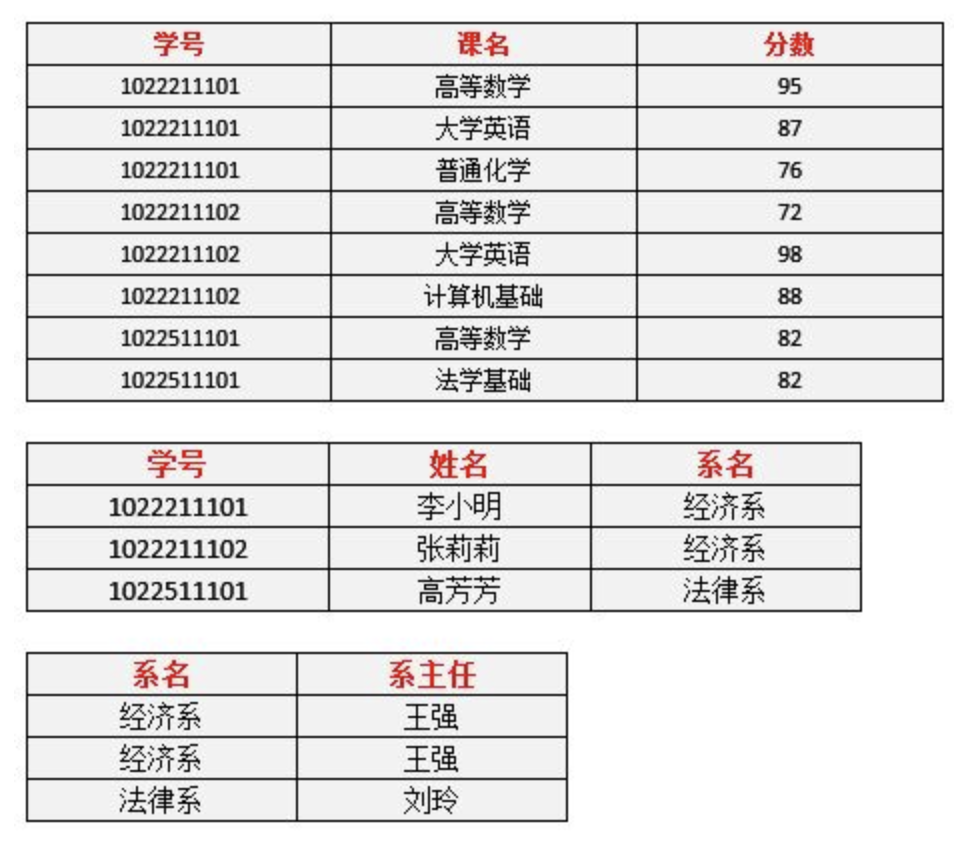 学号 课名 分数
1022211101 高等数学 95
1022211101 大学英语 87
1022211101 普通化学 76
1022211102 高等数学 72
1022211102 大学英语 98
1022211102 计算机基础 88
1022511101 高等数学 82
1022511101 法学基础 82
学号 姓名 系名
1022211101 李小明 经济系
1022211102 张莉莉 经济系
1022511101 高芳芳 法律系
系名 系主任
经济系 王强
经济系 王强
法律系 刘玲